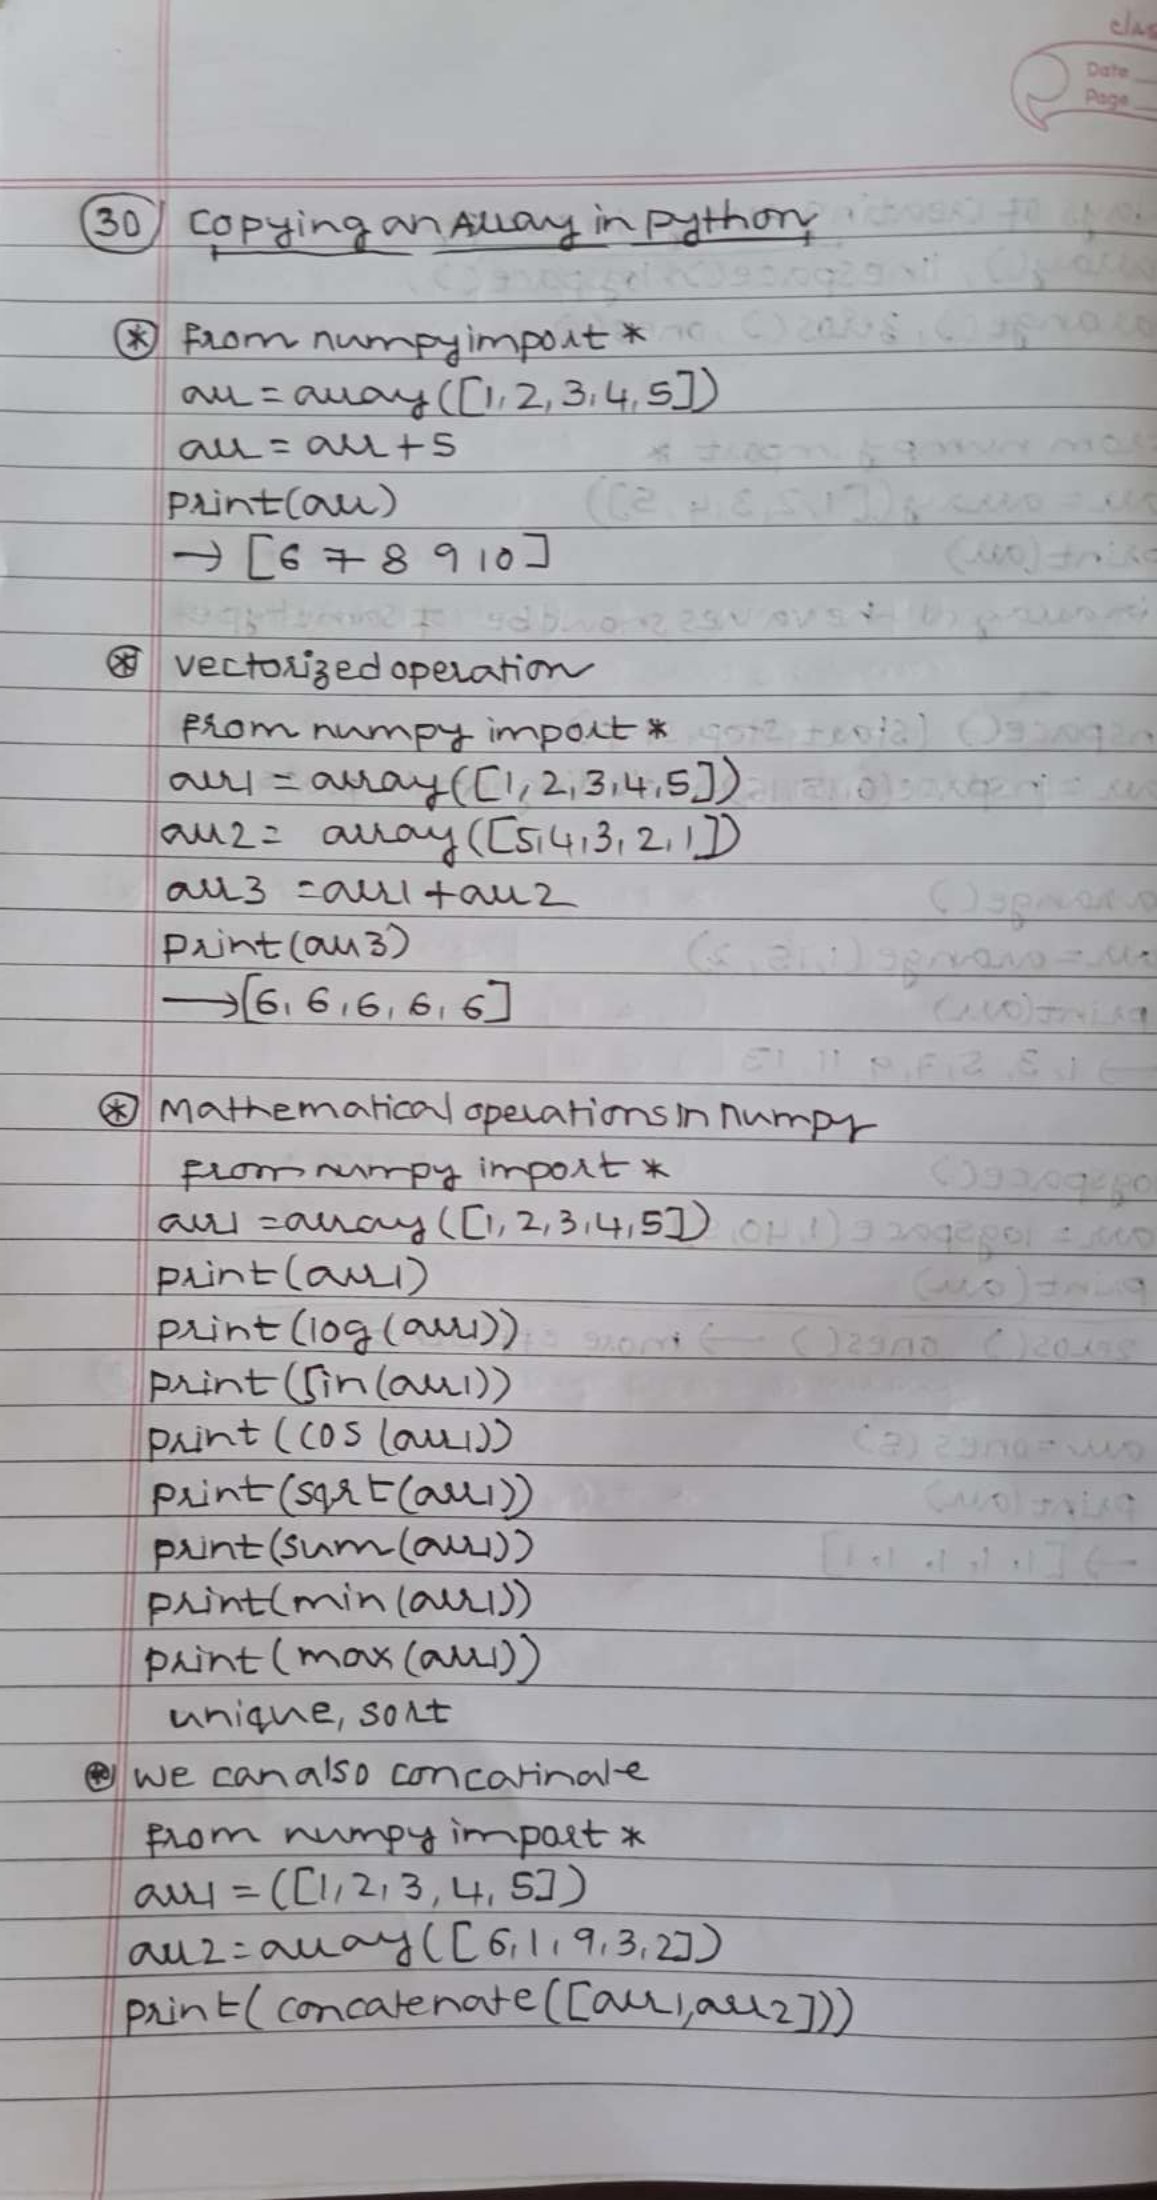 clas
Date
Page
30 Copying an Array in python
* from numpy import *
arr = array([1, 2, 3, 4, 5])
arr = arr + 5
print(arr)
→ [6 7 8 9 10]
* vectorized operation
from numpy import *
arr1 = array([1, 2, 3, 4, 5])
arr2 = array([5, 4, 3, 2, 1])
arr3 = arr1 + arr2
print(arr3)
→ [6, 6, 6, 6, 6]
* Mathematical operations in numpy
from numpy import *
arr1 = array([1, 2, 3, 4, 5])
print(arr1)
print(log(arr1))
print(sin(arr1))
print(cos(arr1))
print(sqrt(arr1))
print(sum(arr1))
print(min(arr1))
print(max(arr1))
unique, sort
* we can also concatinate
from numpy import *
arr1 = ([1, 2, 3, 4, 5])
arr2 = array([6, 1, 9, 3, 2])
print(concatenate([arr1, arr2]))